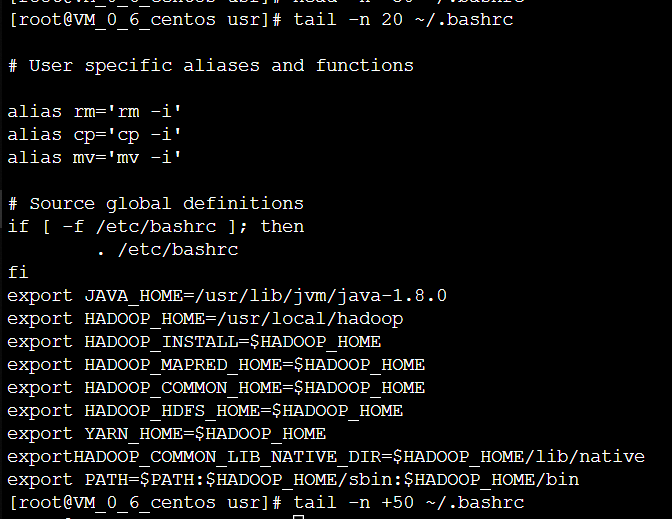 [root@VM_0_6_centos usr]# tail -n 20 ~/.bashrc
# User specific aliases and functions
alias rm='rm -i'
alias cp='cp -i'
alias mv='mv -i'
# Source global definitions
if [ -f /etc/bashrc ]; then
        . /etc/bashrc
fi
export JAVA_HOME=/usr/lib/jvm/java-1.8.0
export HADOOP_HOME=/usr/local/hadoop
export HADOOP_INSTALL=$HADOOP_HOME
export HADOOP_MAPRED_HOME=$HADOOP_HOME
export HADOOP_COMMON_HOME=$HADOOP_HOME
export HADOOP_HDFS_HOME=$HADOOP_HOME
export YARN_HOME=$HADOOP_HOME
exportHADOOP_COMMON_LIB_NATIVE_DIR=$HADOOP_HOME/lib/native
export PATH=$PATH:$HADOOP_HOME/sbin:$HADOOP_HOME/bin
[root@VM_0_6_centos usr]# tail -n +50 ~/.bashrc